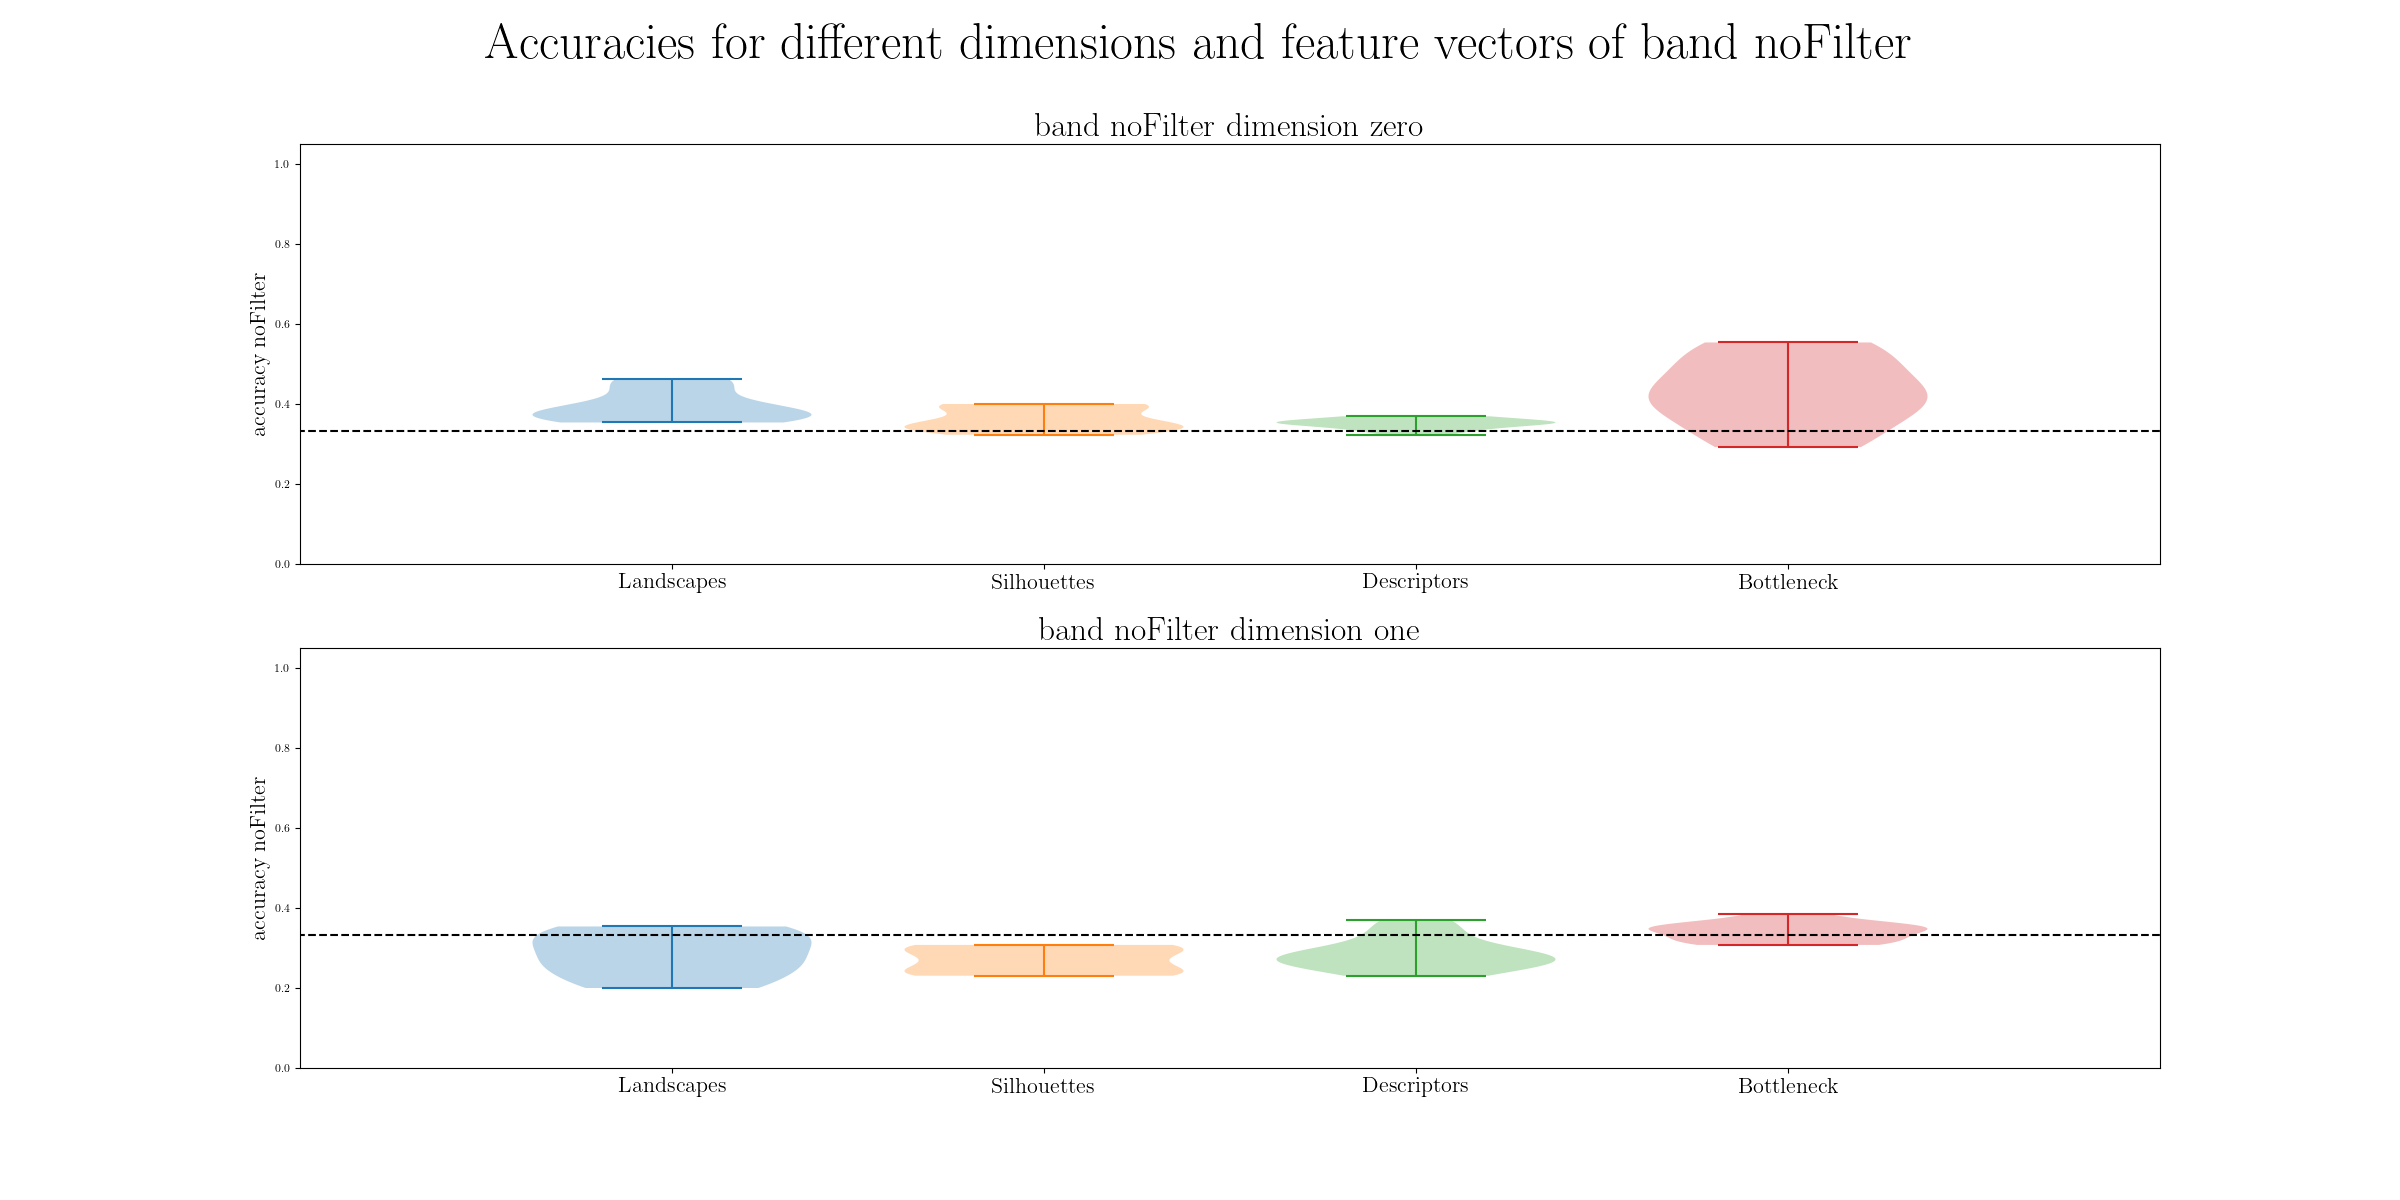 Accuracies for different dimensions and feature vectors of band noFilter
band noFilter dimension zero
accuracy noFilter
1.0
0.8
0.6
0.4
0.2
0.0
Landscapes Silhouettes Descriptors Bottleneck
band noFilter dimension one
accuracy noFilter
1.0
0.8
0.6
0.4
0.2
0.0
Landscapes Silhouettes Descriptors Bottleneck